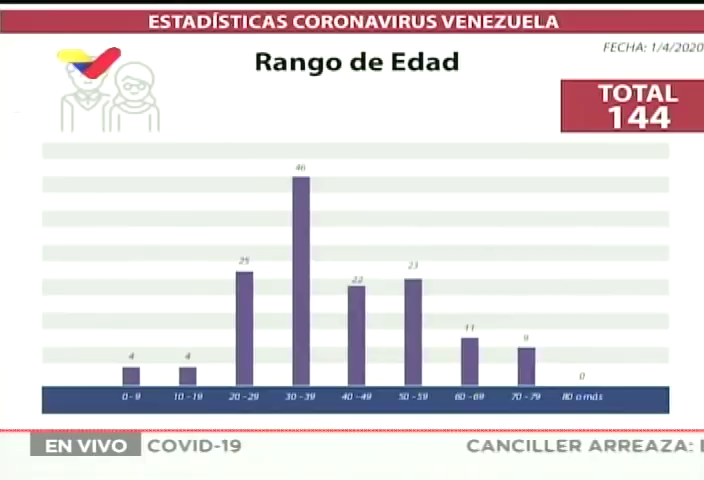 ESTADÍSTICAS CORONAVIRUS VENEZUELA
FECHA: 1/4/2020
Rango de Edad
TOTAL
144
46
25
23
22
11
9
4
4
0
0 - 9
10 - 19
20 - 29
30 - 39
40 - 49
50 - 59
60 - 69
70 - 79
80 o más
EN VIVO
COVID-19
CANCILLER ARREAZA: